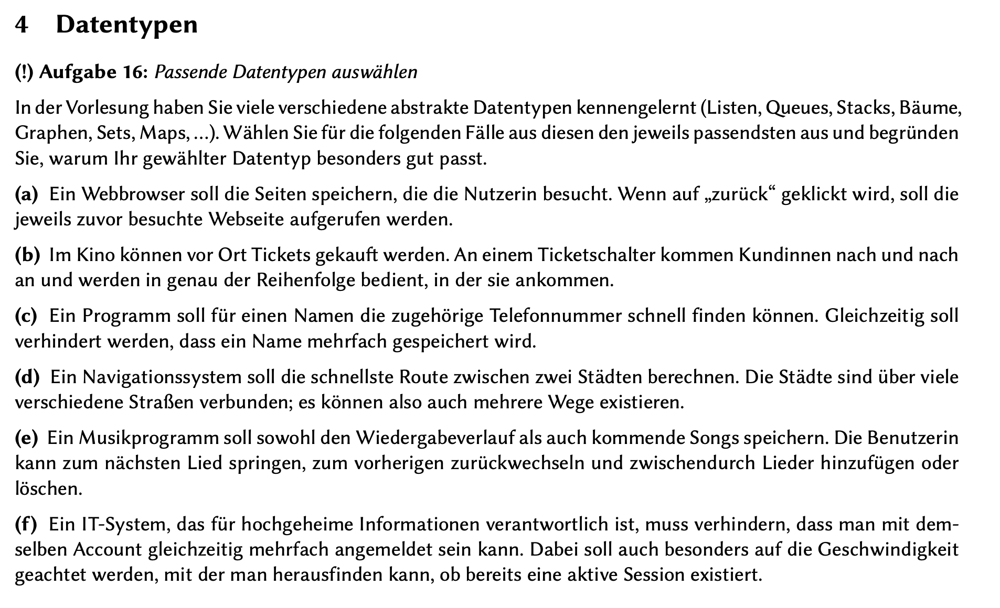 4 Datentypen
(!) Aufgabe 16: Passende Datentypen auswählen
In der Vorlesung haben Sie viele verschiedene abstrakte Datentypen kennengelernt (Listen, Queues, Stacks, Bäume,
Graphen, Sets, Maps, …). Wählen Sie für die folgenden Fälle aus diesen den jeweils passendsten aus und begründen
Sie, warum Ihr gewählter Datentyp besonders gut passt.
(a) Ein Webbrowser soll die Seiten speichern, die die Nutzerin besucht. Wenn auf „zurück“ geklickt wird, soll die
jeweils zuvor besuchte Webseite aufgerufen werden.
(b) Im Kino können vor Ort Tickets gekauft werden. An einem Ticketschalter kommen Kundinnen nach und nach
an und werden in genau der Reihenfolge bedient, in der sie ankommen.
(c) Ein Programm soll für einen Namen die zugehörige Telefonnummer schnell finden können. Gleichzeitig soll
verhindert werden, dass ein Name mehrfach gespeichert wird.
(d) Ein Navigationssystem soll die schnellste Route zwischen zwei Städten berechnen. Die Städte sind über viele
verschiedene Straßen verbunden; es können also auch mehrere Wege existieren.
(e) Ein Musikprogramm soll sowohl den Wiedergabeverlauf als auch kommende Songs speichern. Die Benutzerin
kann zum nächsten Lied springen, zum vorherigen zurückwechseln und zwischendurch Lieder hinzufügen oder
löschen.
(f) Ein IT-System, das für hochgeheime Informationen verantwortlich ist, muss verhindern, dass man mit dem-
selben Account gleichzeitig mehrfach angemeldet sein kann. Dabei soll auch besonders auf die Geschwindigkeit
geachtet werden, mit der man herausfinden kann, ob bereits eine aktive Session existiert.